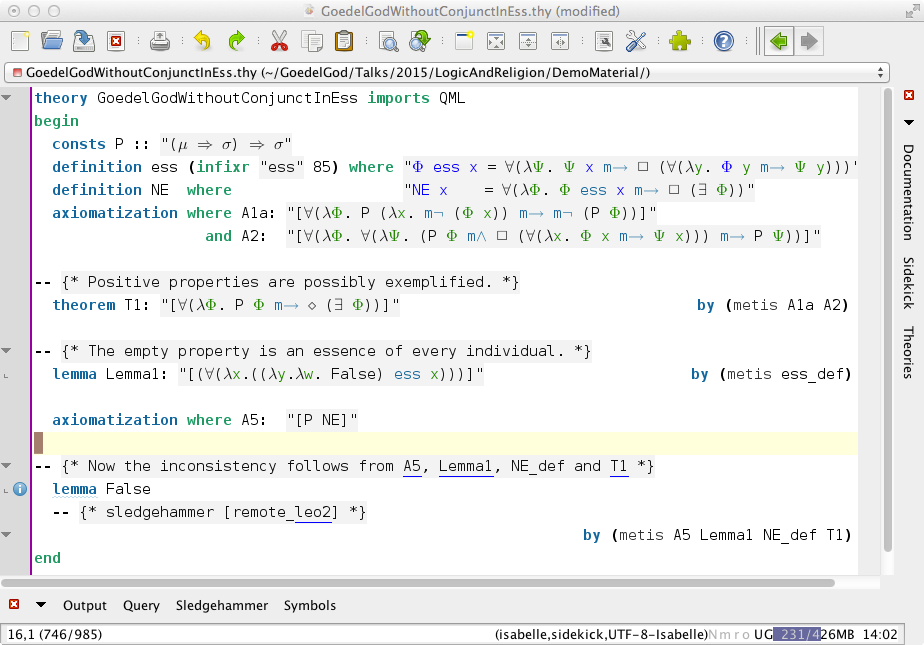 GoedelGodWithoutConjunctInEss.thy (modified)
GoedelGodWithoutConjunctInEss.thy (~/GoedelGod/Talks/2015/LogicAndReligion/DemoMaterial/)
theory GoedelGodWithoutConjunctInEss imports QML
begin
consts P :: "(μ ⇒ σ) ⇒ σ"
definition ess (infixr "ess" 85) where "Φ ess x = ∀(λΨ. Ψ x m→ □ (∀(λy. Φ y m→ Ψ y)))"
definition NE where "NE x = ∀(λΦ. Φ ess x m→ □ (∃ Φ))"
axiomatization where A1a: "[∀(λΦ. P (λx. m¬ (Φ x)) m→ m¬ (P Φ))]"
and A2: "[∀(λΦ. ∀(λΨ. (P Φ m∧ □ (∀(λx. Φ x m→ Ψ x))) m→ P Ψ))]"
-- {* Positive properties are possibly exemplified. *}
theorem T1: "[∀(λΦ. P Φ m→ ◇ (∃ Φ))]" by (metis A1a A2)
-- {* The empty property is an essence of every individual. *}
lemma Lemma1: "[(∀(λx.((λy.λw. False) ess x)))]" by (metis ess_def)
axiomatization where A5: "[P NE]"
-- {* Now the inconsistency follows from A5, Lemma1, NE_def and T1 *}
lemma False
-- {* sledgehammer [remote_leo2] *}
by (metis A5 Lemma1 NE_def T1)
end
Documentation
Sidekick
Theories
Output Query Sledgehammer Symbols
16,1 (746/985) (isabelle,sidekick,UTF-8-Isabelle)N m r o UG 231/426MB 14:02